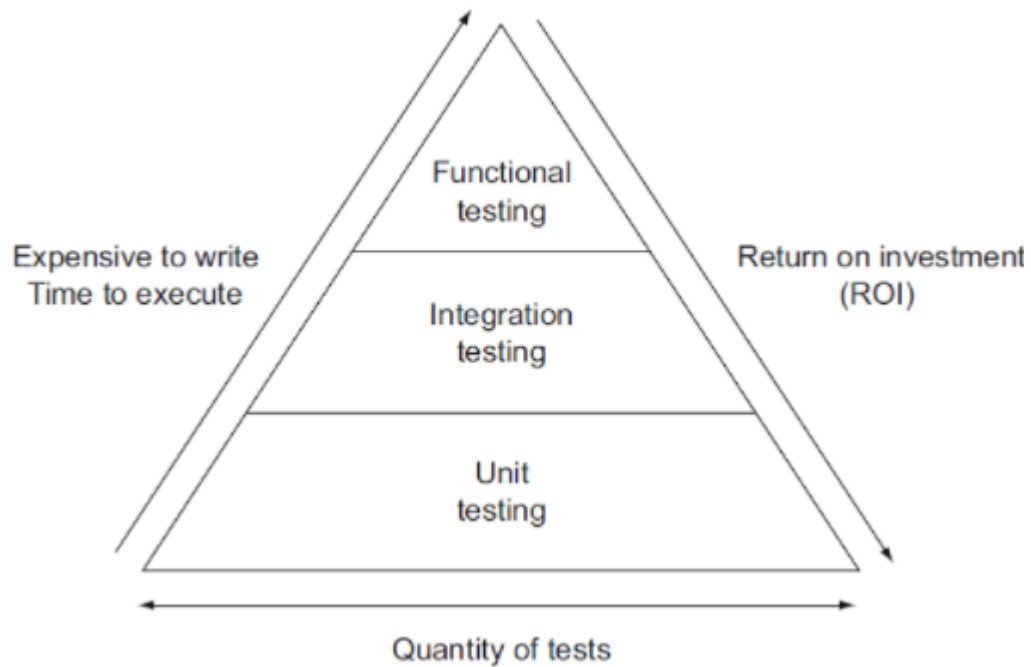 Functional
testing
Expensive to write
Time to execute
Return on investment
(ROI)
Integration
testing
Unit
testing
Quantity of tests